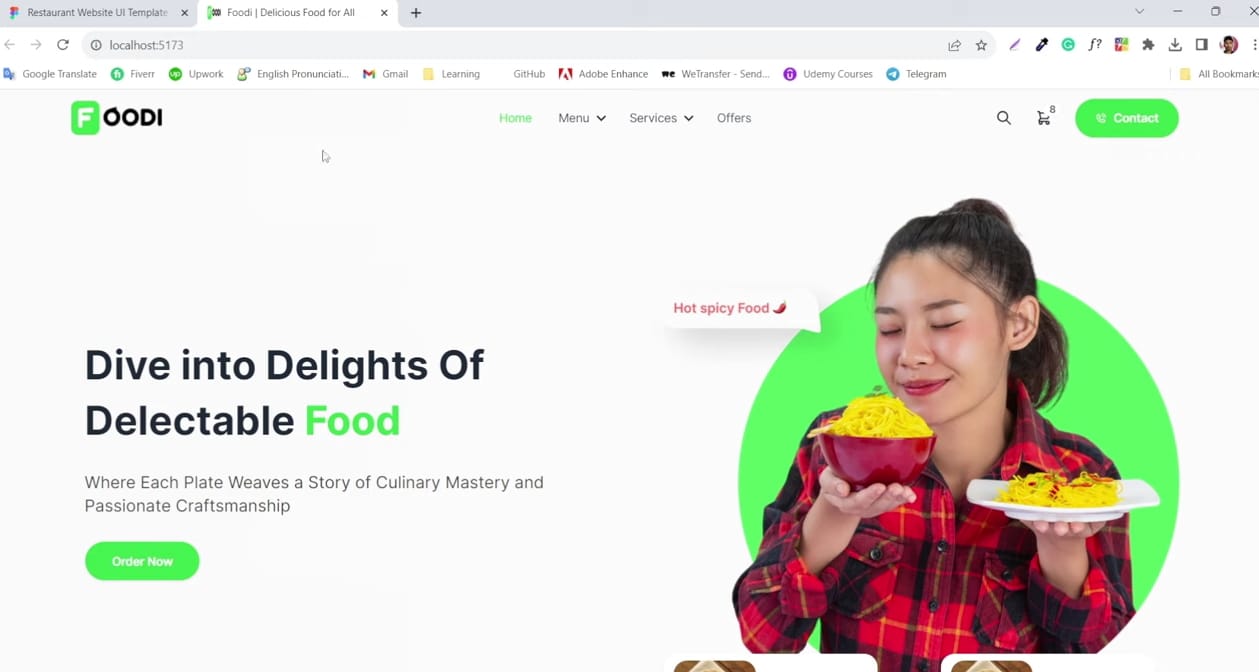 Restaurant Website UI Template
Foodi | Delicious Food for All
localhost:5173
f?
Google Translate
Fiverr
up Upwork
English Pronunciati...
Gmail
Learning
GitHub
Adobe Enhance
we WeTransfer - Send...
Udemy Courses
Telegram
All Bookmarks
FOODI
Home
Menu
Services
Offers
8
Contact
Hot spicy Food 🌶
Dive into Delights Of
Delectable Food
Where Each Plate Weaves a Story of Culinary Mastery and
Passionate Craftsmanship
Order Now